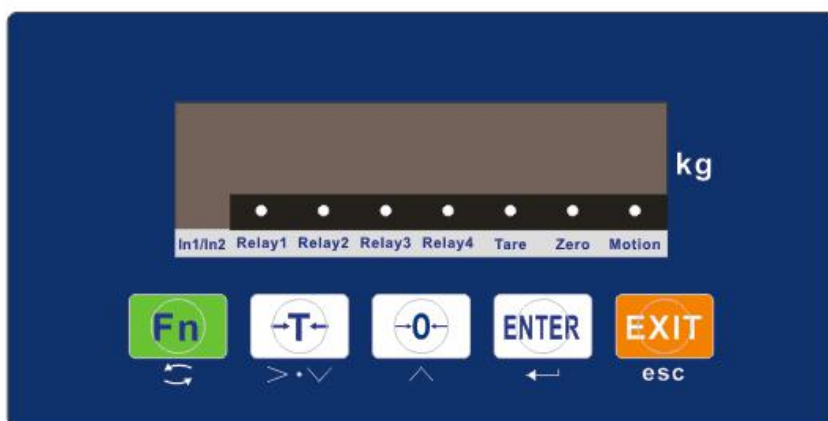 kg
In1/In2 Relay1 Relay2 Relay3 Relay4 Tare Zero Motion
Fn →T← →0← ENTER EXIT
esc